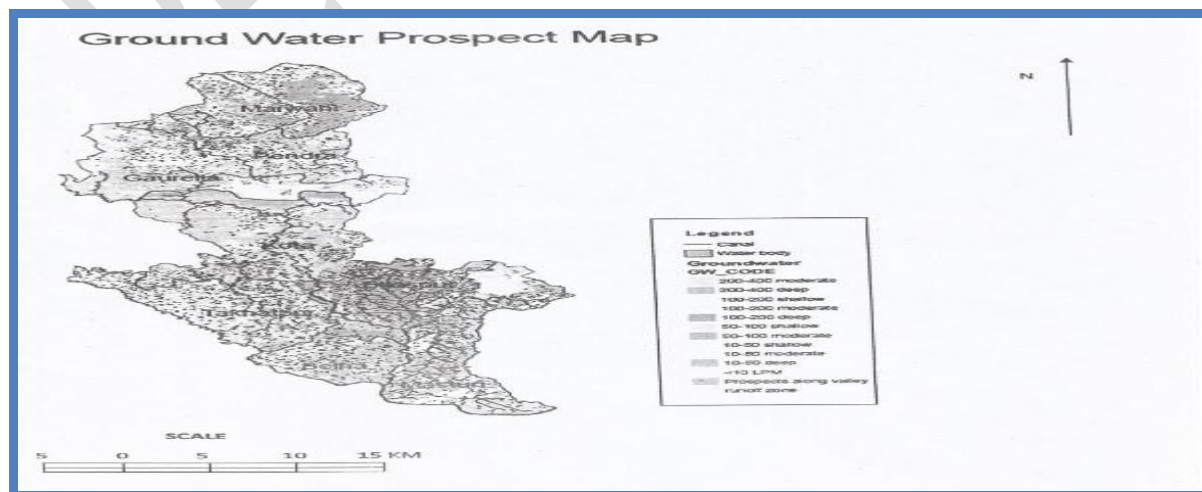 Ground Water Prospect Map
N
Marwahi
Pendra
Gaurella
Kota
Takhatpur
Bilaspur
Belha
Masturi
Legend
Canal
Water body
Groundwater
GW_CODE
200-400 moderate
200-400 deep
100-200 shallow
100-200 moderate
100-200 deep
50-100 shallow
50-100 moderate
10-50 shallow
10-50 moderate
10-50 deep
<10 LPM
Prospects along valley
runoff zone
SCALE
5 0 5 10 15 KM